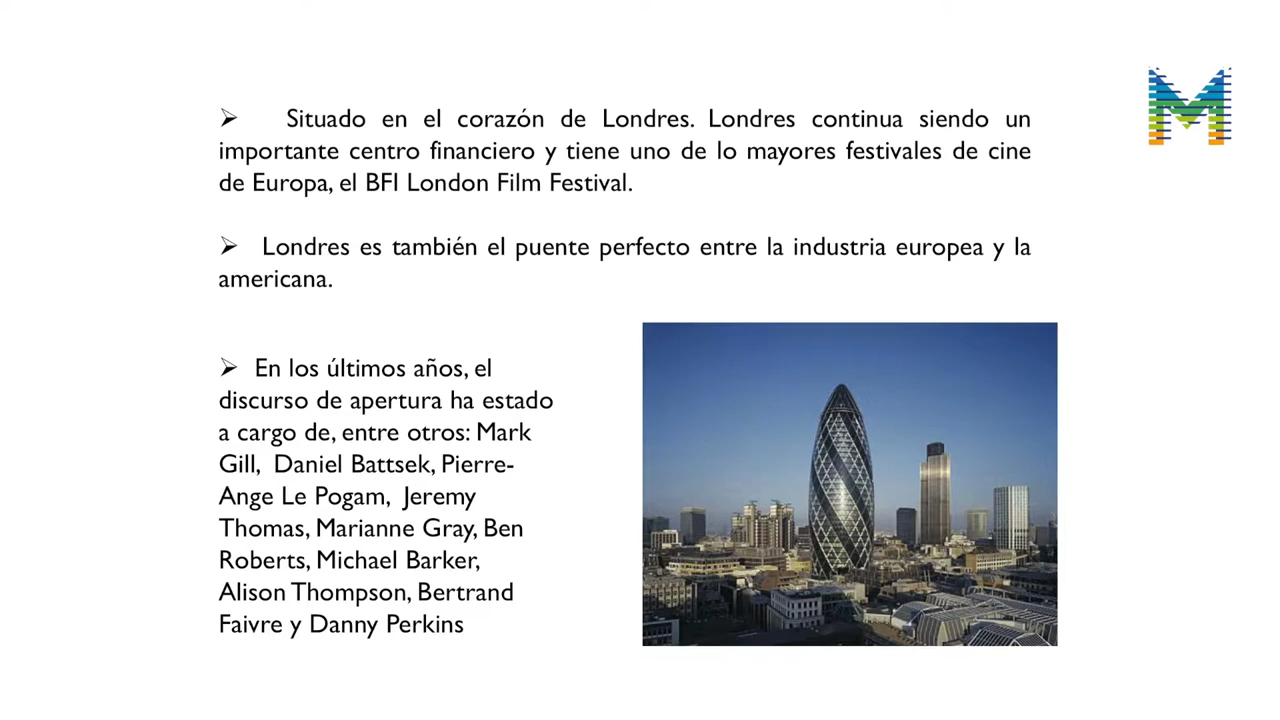 ➢ Situado en el corazón de Londres. Londres continua siendo un
importante centro financiero y tiene uno de lo mayores festivales de cine
de Europa, el BFI London Film Festival.
➢ Londres es también el puente perfecto entre la industria europea y la
americana.
➢ En los últimos años, el
discurso de apertura ha estado
a cargo de, entre otros: Mark
Gill, Daniel Battsek, Pierre-
Ange Le Pogam, Jeremy
Thomas, Marianne Gray, Ben
Roberts, Michael Barker,
Alison Thompson, Bertrand
Faivre y Danny Perkins
M